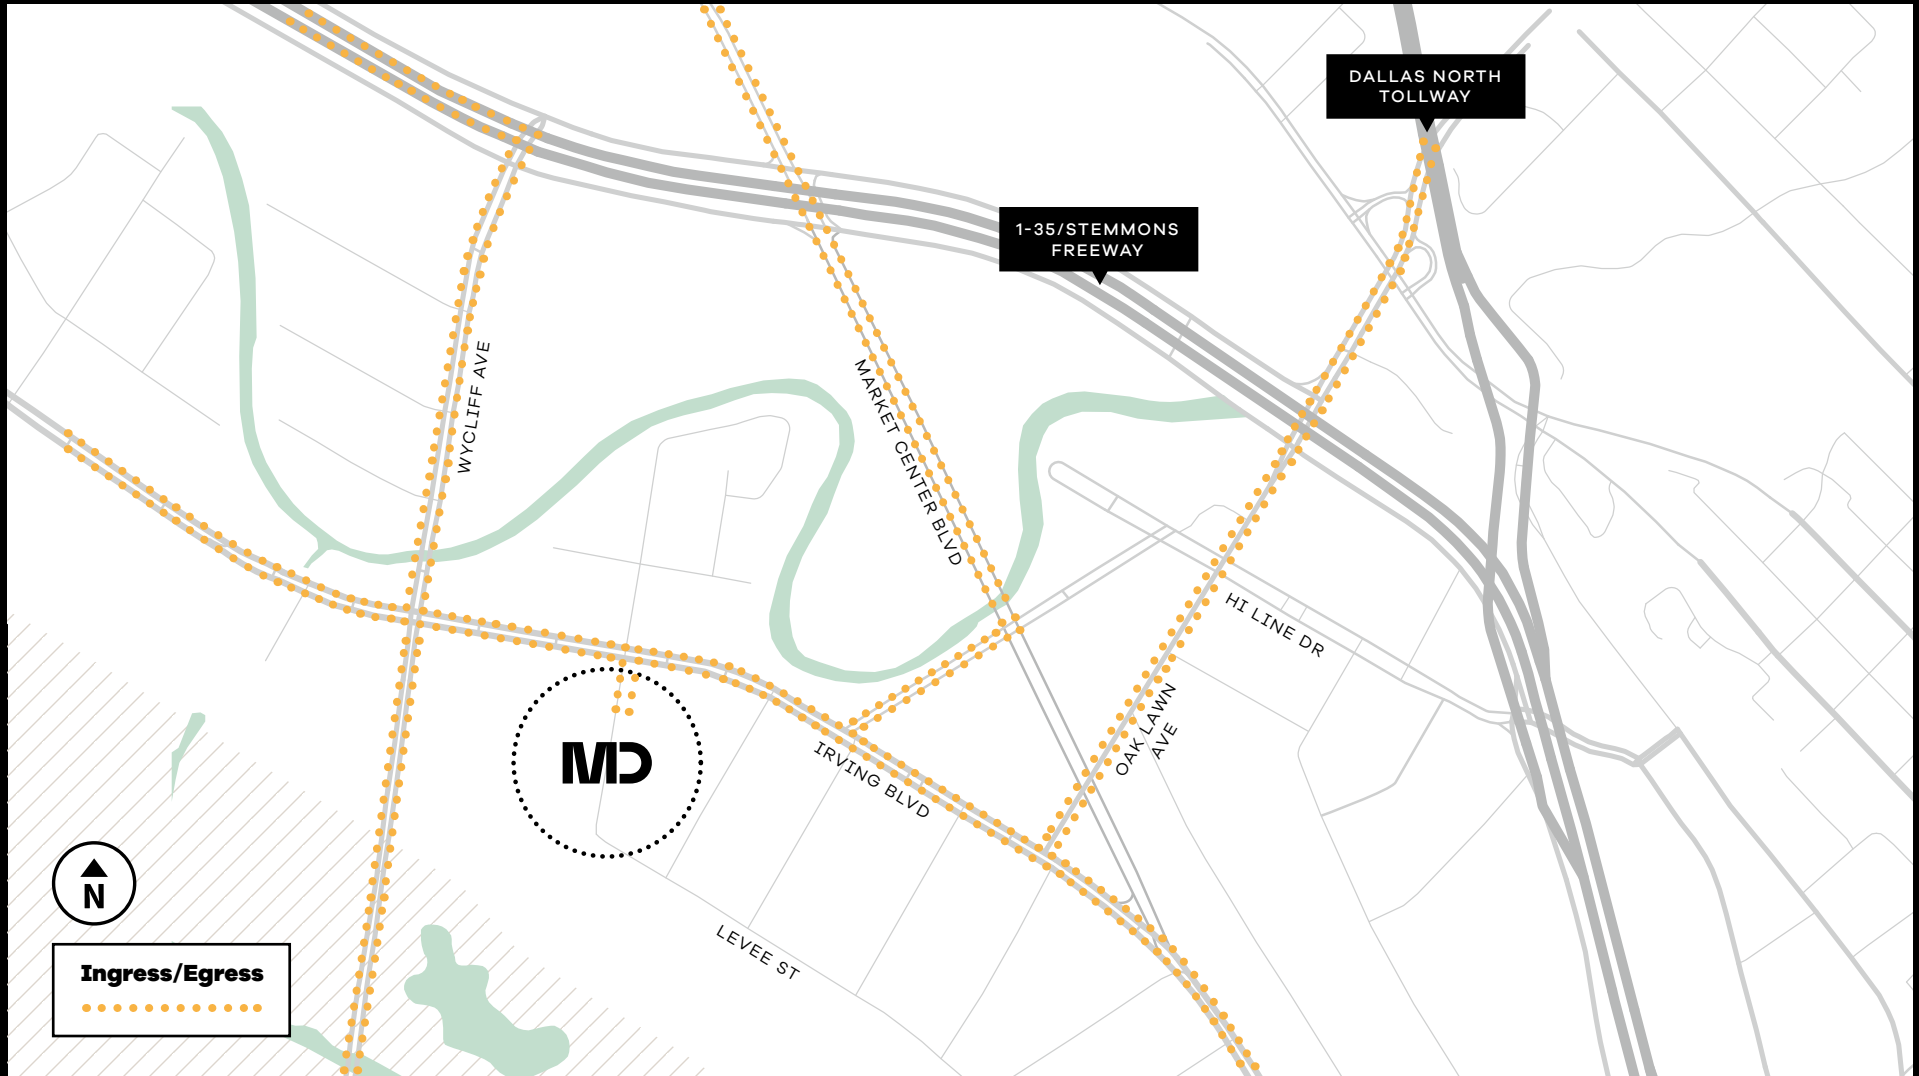 DALLAS NORTH
TOLLWAY
1-35/STEMMONS
FREEWAY
WYCLIFF AVE
MARKET CENTER BLVD
HI LINE DR
OAK LAWN
AVE
IRVING BLVD
MD
LEVEE ST
N
Ingress/Egress